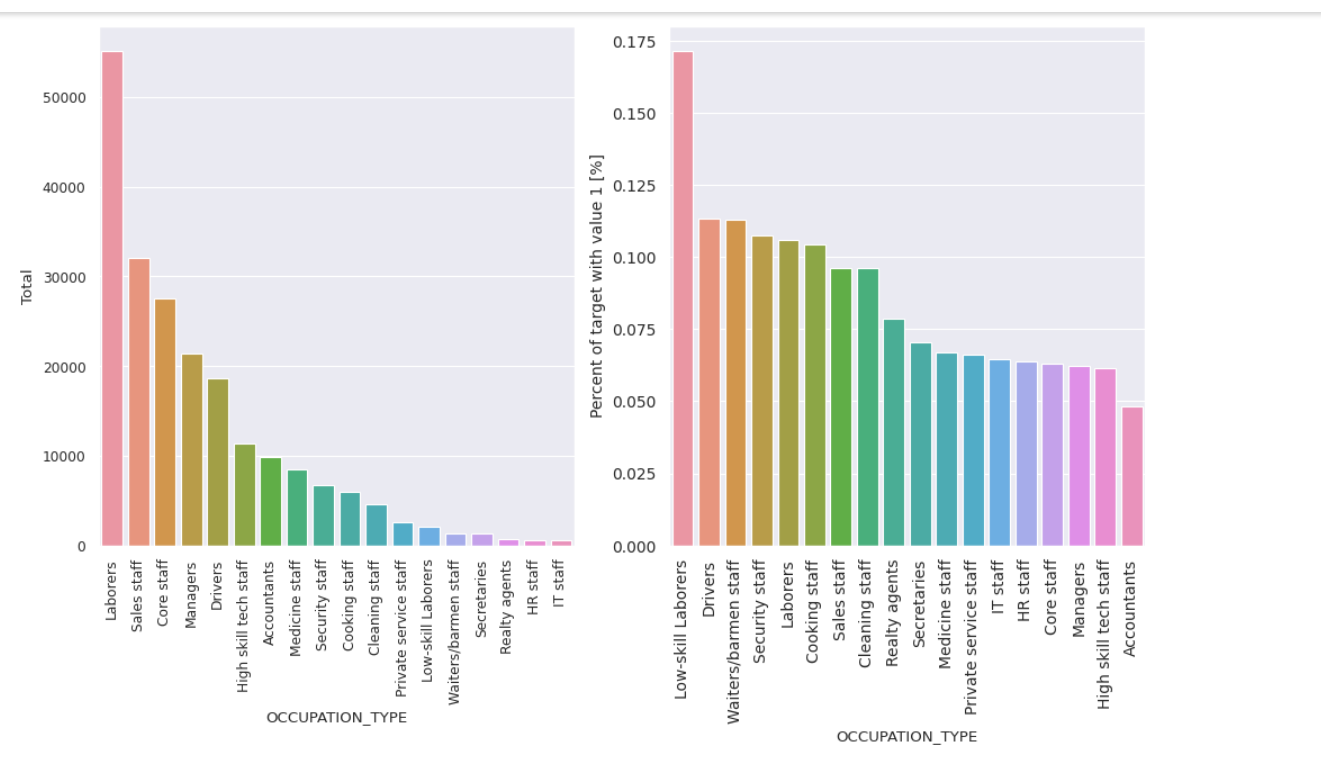 Total
50000
40000
30000
20000
10000
0
Laborers
Sales staff
Core staff
Managers
Drivers
High skill tech staff
Accountants
Medicine staff
Security staff
Cooking staff
Cleaning staff
Private service staff
Low-skill Laborers
Waiters/barmen staff
Secretaries
Realty agents
HR staff
IT staff
OCCUPATION_TYPE
Percent of target with value 1 [%]
0.175
0.150
0.125
0.100
0.075
0.050
0.025
0.000
Low-skill Laborers
Drivers
Waiters/barmen staff
Security staff
Laborers
Cooking staff
Sales staff
Cleaning staff
Realty agents
Secretaries
Medicine staff
Private service staff
IT staff
HR staff
Core staff
Managers
High skill tech staff
Accountants
OCCUPATION_TYPE